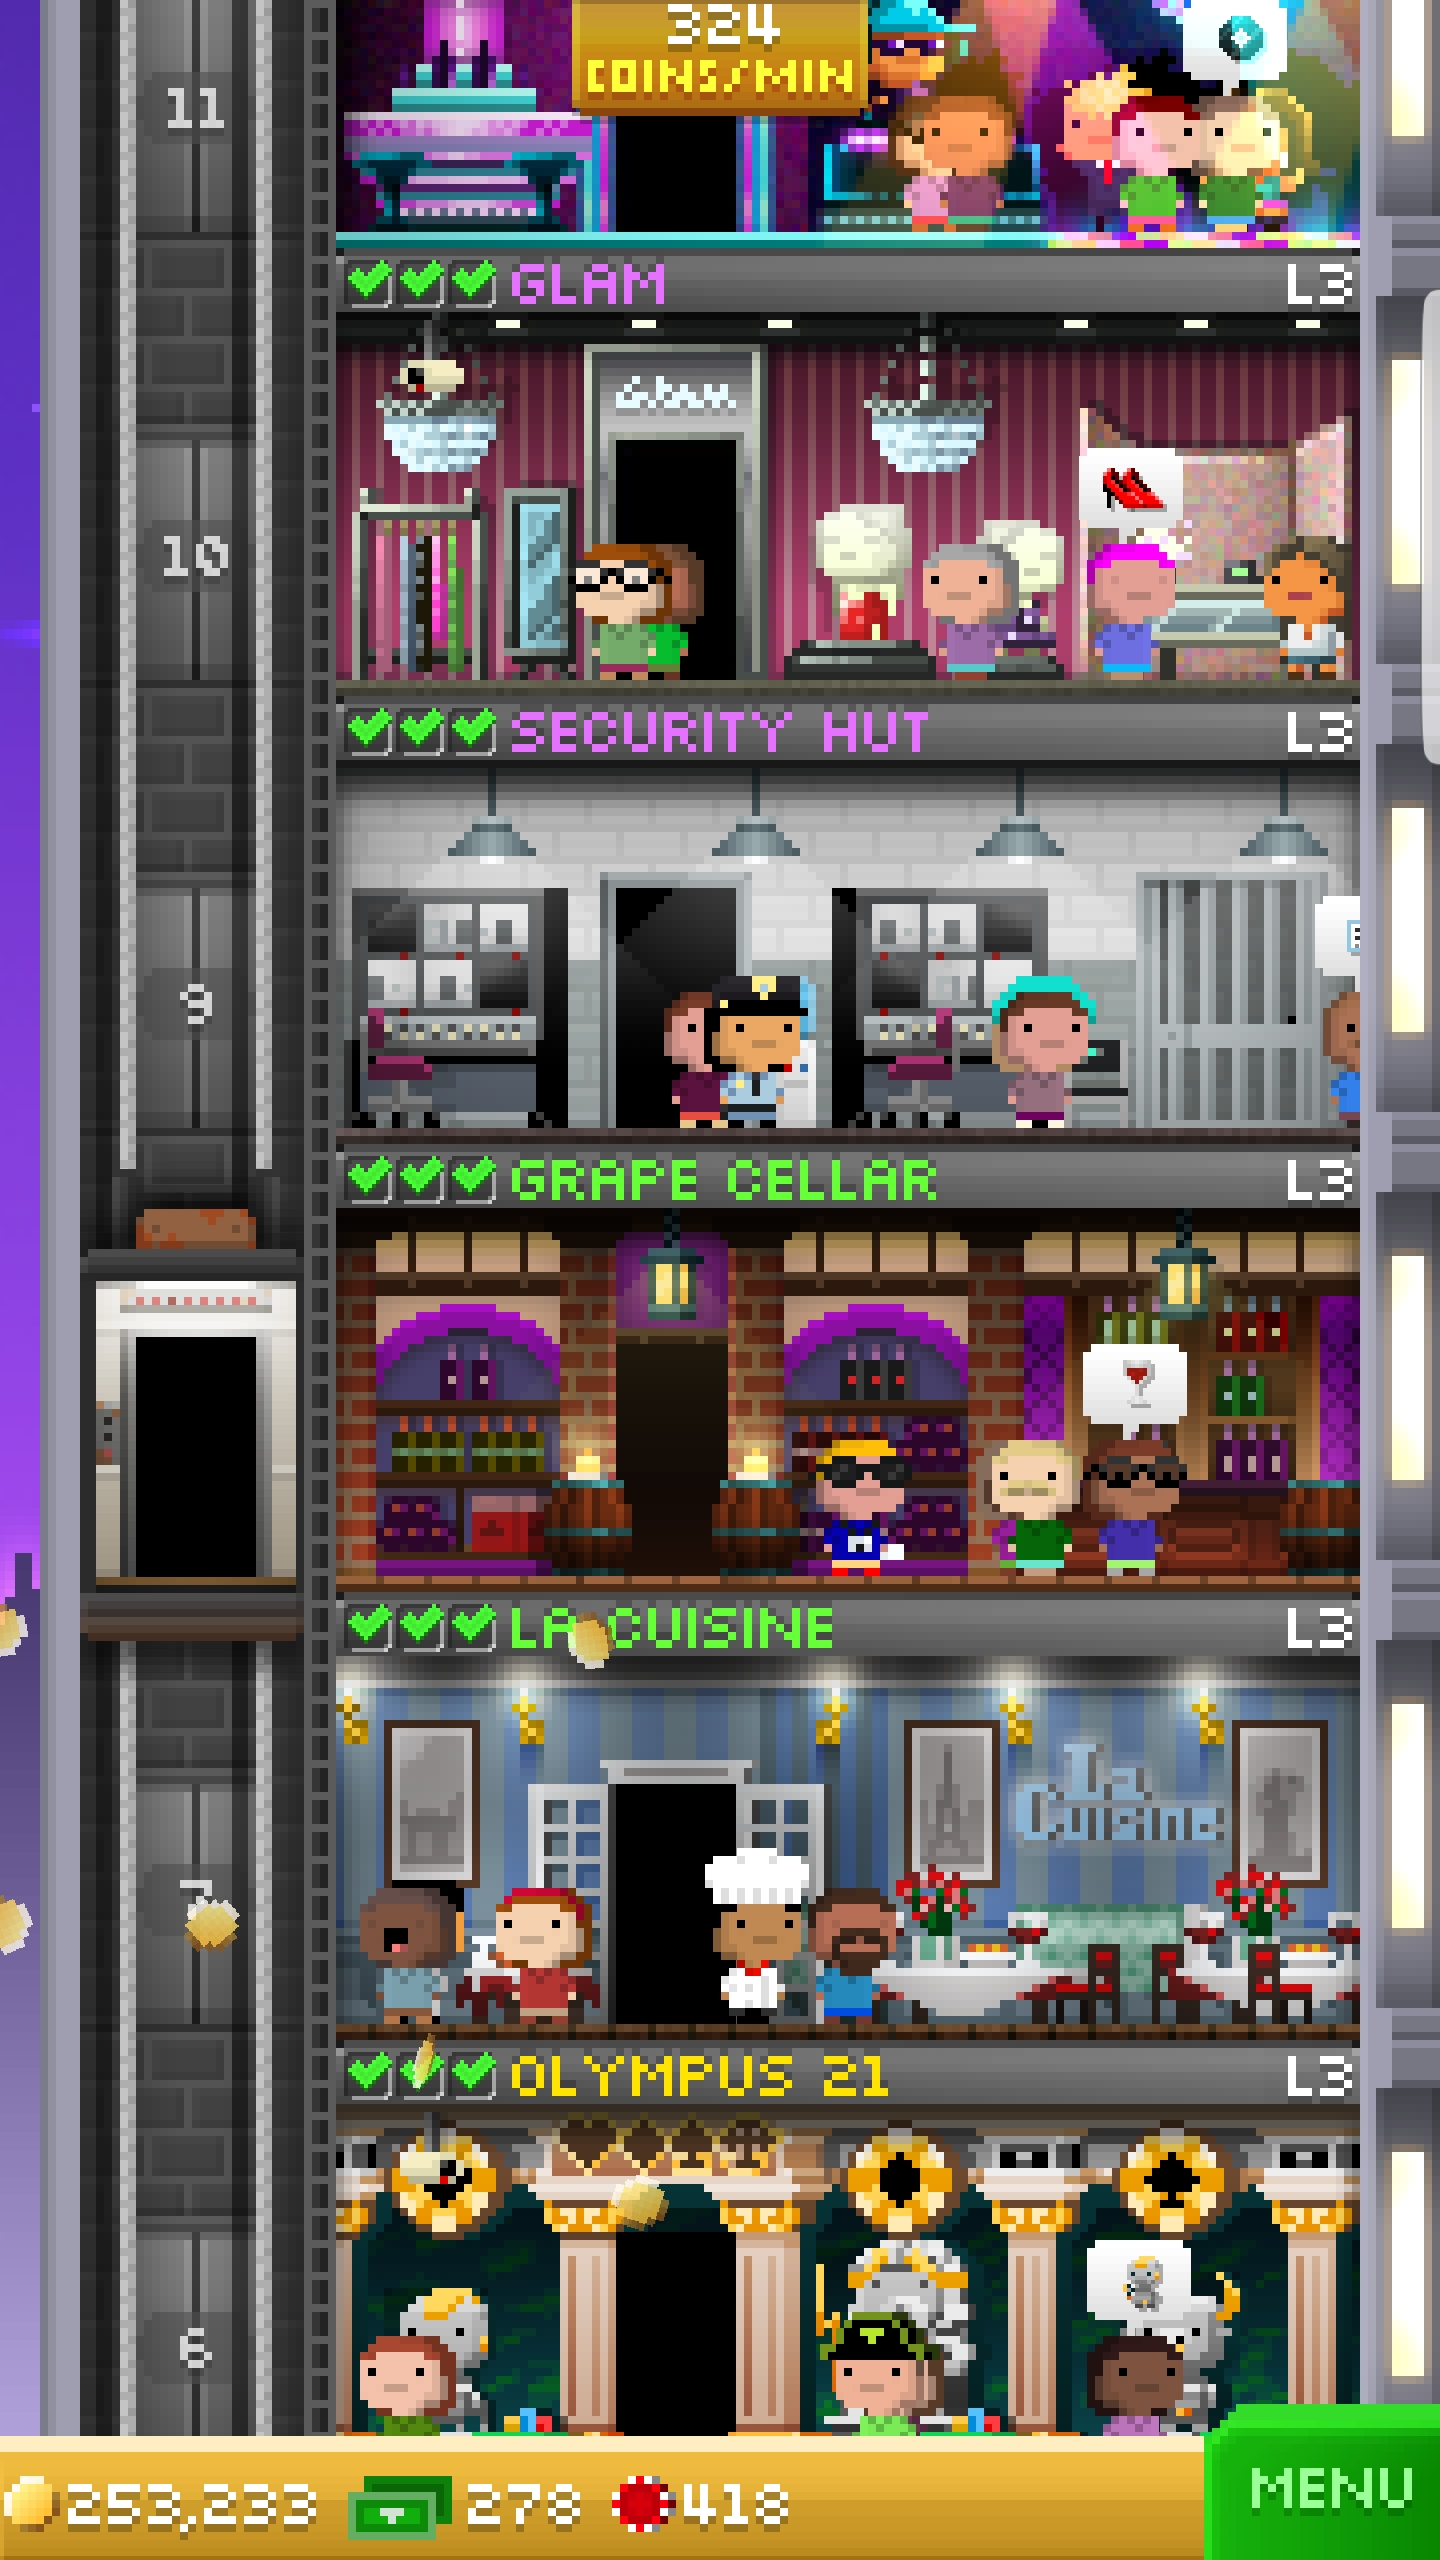 324
COINS/MIN
11
GLAM
L3
Glam
10
SECURITY HUT
L3
9
GRAPE CELLAR
L3
LA CUISINE
L3
La
Cuisine
7
OLYMPUS 21
L3
6
253,233
278
418
MENU